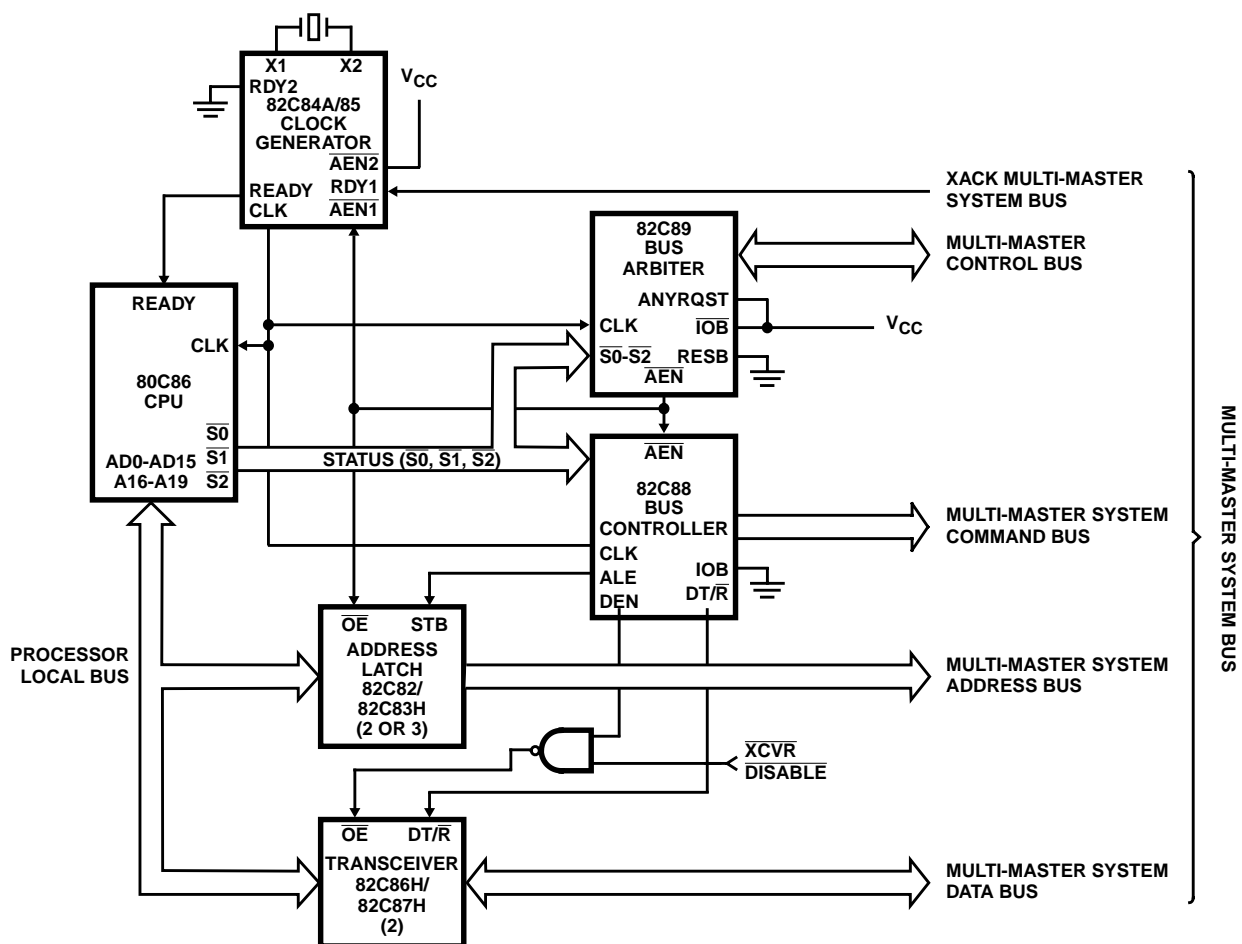 X1 X2
RDY2
82C84A/85
CLOCK
GENERATOR
AEN2
READY RDY1
CLK AEN1
VCC
XACK MULTI-MASTER
SYSTEM BUS
82C89
BUS
ARBITER
ANYRQST
CLK IOB
S0-S2 RESB
AEN
MULTI-MASTER
CONTROL BUS
VCC
READY
CLK
80C86
CPU
S0
AD0-AD15 S1
A16-A19 S2
STATUS (S0, S1, S2)
AEN
82C88
BUS
CONTROLLER
CLK
ALE IOB
DEN DT/R
MULTI-MASTER SYSTEM
COMMAND BUS
MULTI-MASTER SYSTEM BUS
PROCESSOR
LOCAL BUS
OE STB
ADDRESS
LATCH
82C82/
82C83H
(2 OR 3)
MULTI-MASTER SYSTEM
ADDRESS BUS
XCVR
DISABLE
OE DT/R
TRANSCEIVER
82C86H/
82C87H
(2)
MULTI-MASTER SYSTEM
DATA BUS